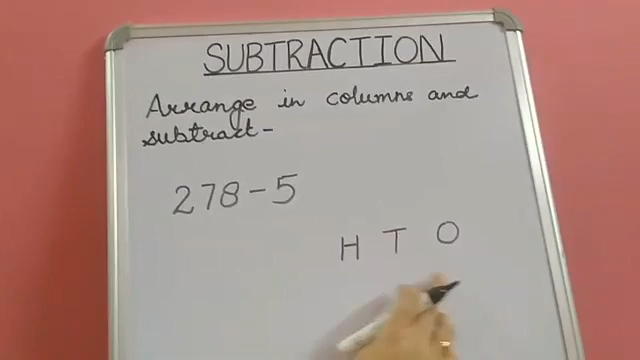 SUBTRACTION
Arrange in columns and
subtract-
278-5
H T O